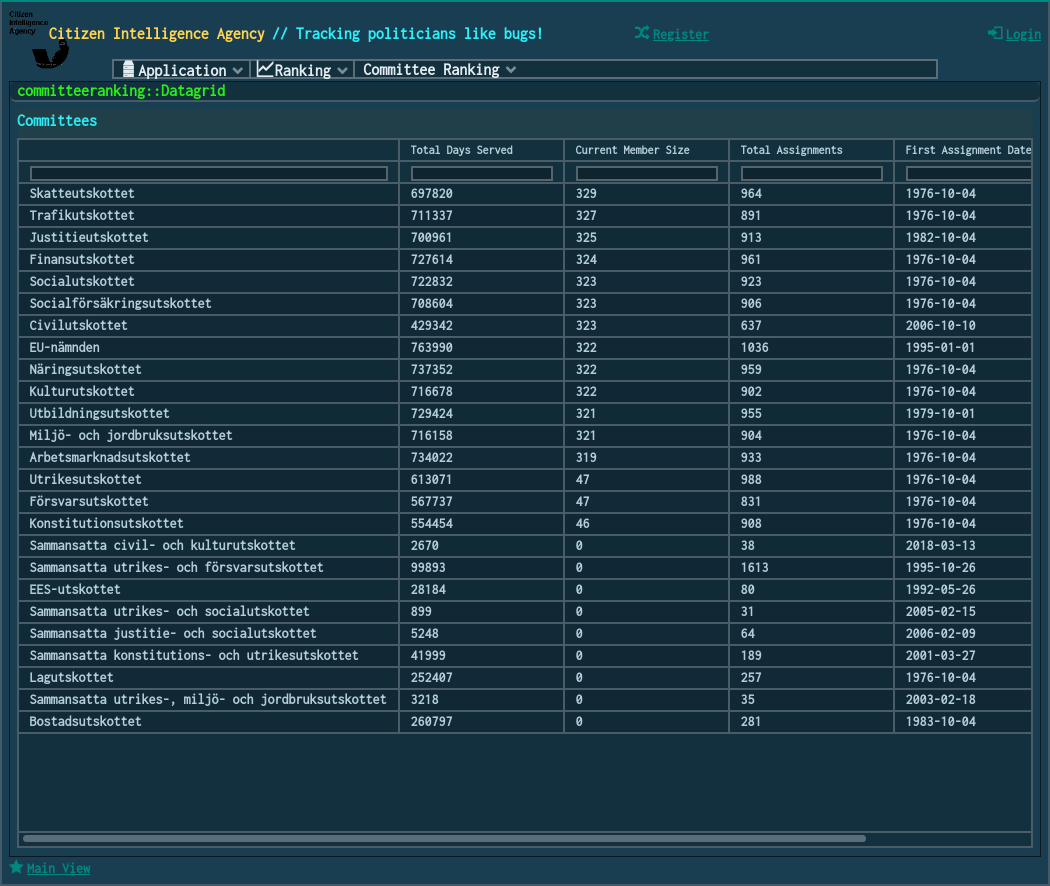 Citizen
Intelligence
Agency
Citizen Intelligence Agency // Tracking politicians like bugs!
Register
Login
Application Ranking Committee Ranking
committeeranking::Datagrid
Committees
Total Days Served Current Member Size Total Assignments First Assignment Date
Skatteutskottet 697820 329 964 1976-10-04
Trafikutskottet 711337 327 891 1976-10-04
Justitieutskottet 700961 325 913 1982-10-04
Finansutskottet 727614 324 961 1976-10-04
Socialutskottet 722832 323 923 1976-10-04
Socialförsäkringsutskottet 708604 323 906 1976-10-04
Civilutskottet 429342 323 637 2006-10-10
EU-nämnden 763990 322 1036 1995-01-01
Näringsutskottet 737352 322 959 1976-10-04
Kulturutskottet 716678 322 902 1976-10-04
Utbildningsutskottet 729424 321 955 1979-10-01
Miljö- och jordbruksutskottet 716158 321 904 1976-10-04
Arbetsmarknadsutskottet 734022 319 933 1976-10-04
Utrikesutskottet 613071 47 988 1976-10-04
Försvarsutskottet 567737 47 831 1976-10-04
Konstitutionsutskottet 554454 46 908 1976-10-04
Sammansatta civil- och kulturutskottet 2670 0 38 2018-03-13
Sammansatta utrikes- och försvarsutskottet 99893 0 1613 1995-10-26
EES-utskottet 28184 0 80 1992-05-26
Sammansatta utrikes- och socialutskottet 899 0 31 2005-02-15
Sammansatta justitie- och socialutskottet 5248 0 64 2006-02-09
Sammansatta konstitutions- och utrikesutskottet 41999 0 189 2001-03-27
Lagutskottet 252407 0 257 1976-10-04
Sammansatta utrikes-, miljö- och jordbruksutskottet 3218 0 35 2003-02-18
Bostadsutskottet 260797 0 281 1983-10-04
Main View